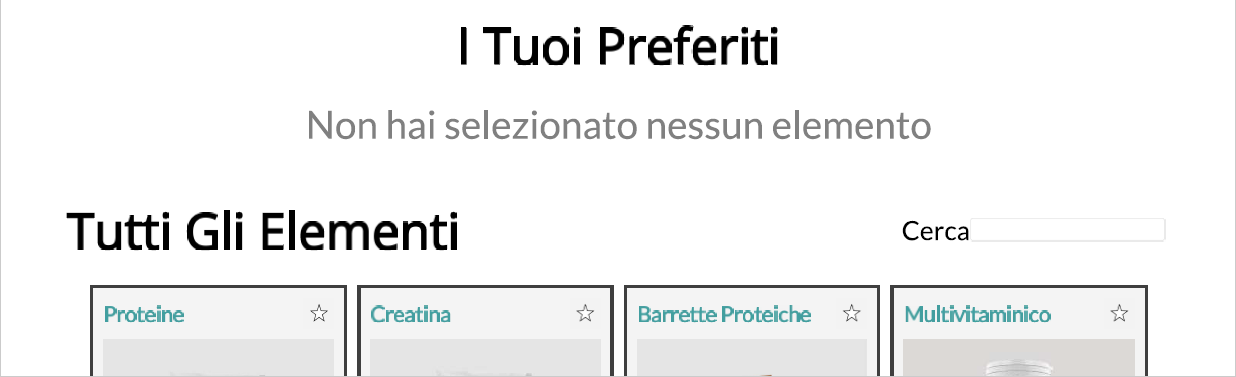 I Tuoi Preferiti
Non hai selezionato nessun elemento
Tutti Gli Elementi
Cerca
Proteine ☆
Creatina ☆
Barrette Proteiche ☆
Multivitaminico ☆